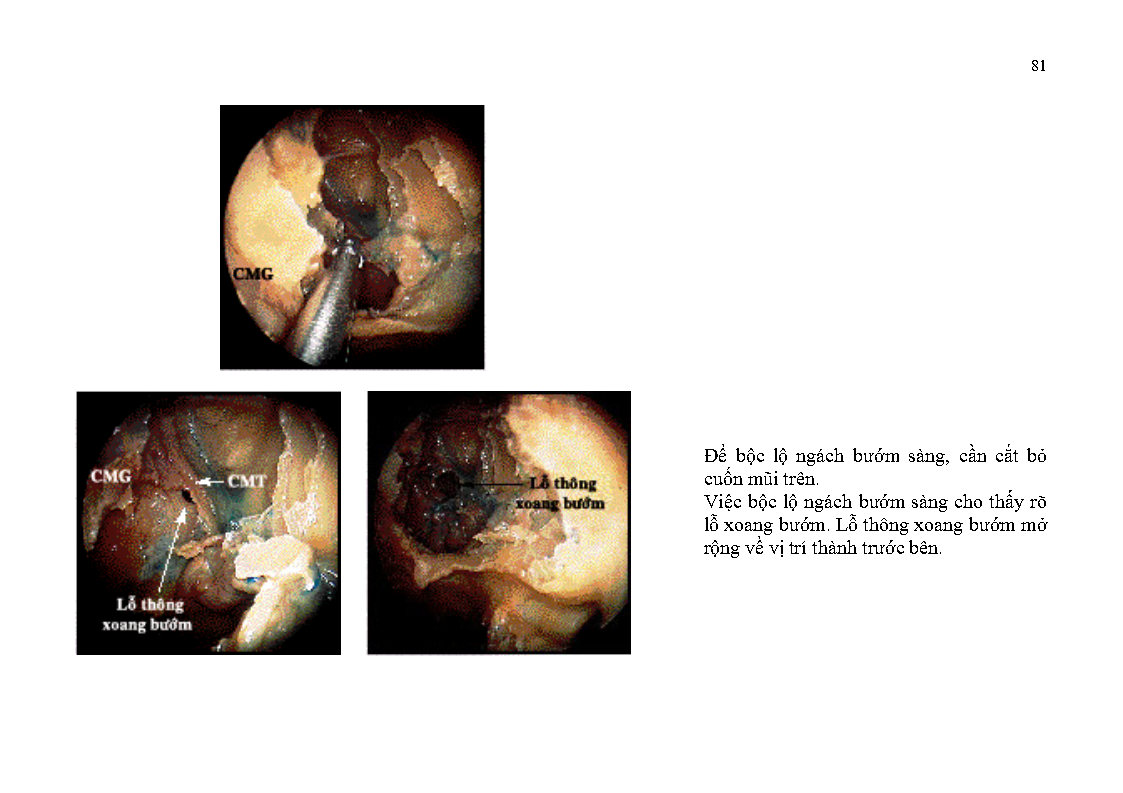 81
CMG
CMG
CMT
Lỗ thông
xoang bướm
Lỗ thông
xoang bướm
Để bộc lộ ngách bướm sàng, cần cắt bỏ
cuốn mũi trên.
Việc bộc lộ ngách bướm sàng cho thấy rõ
lỗ xoang bướm. Lỗ thông xoang bướm mở
rộng về vị trí thành trước bên.